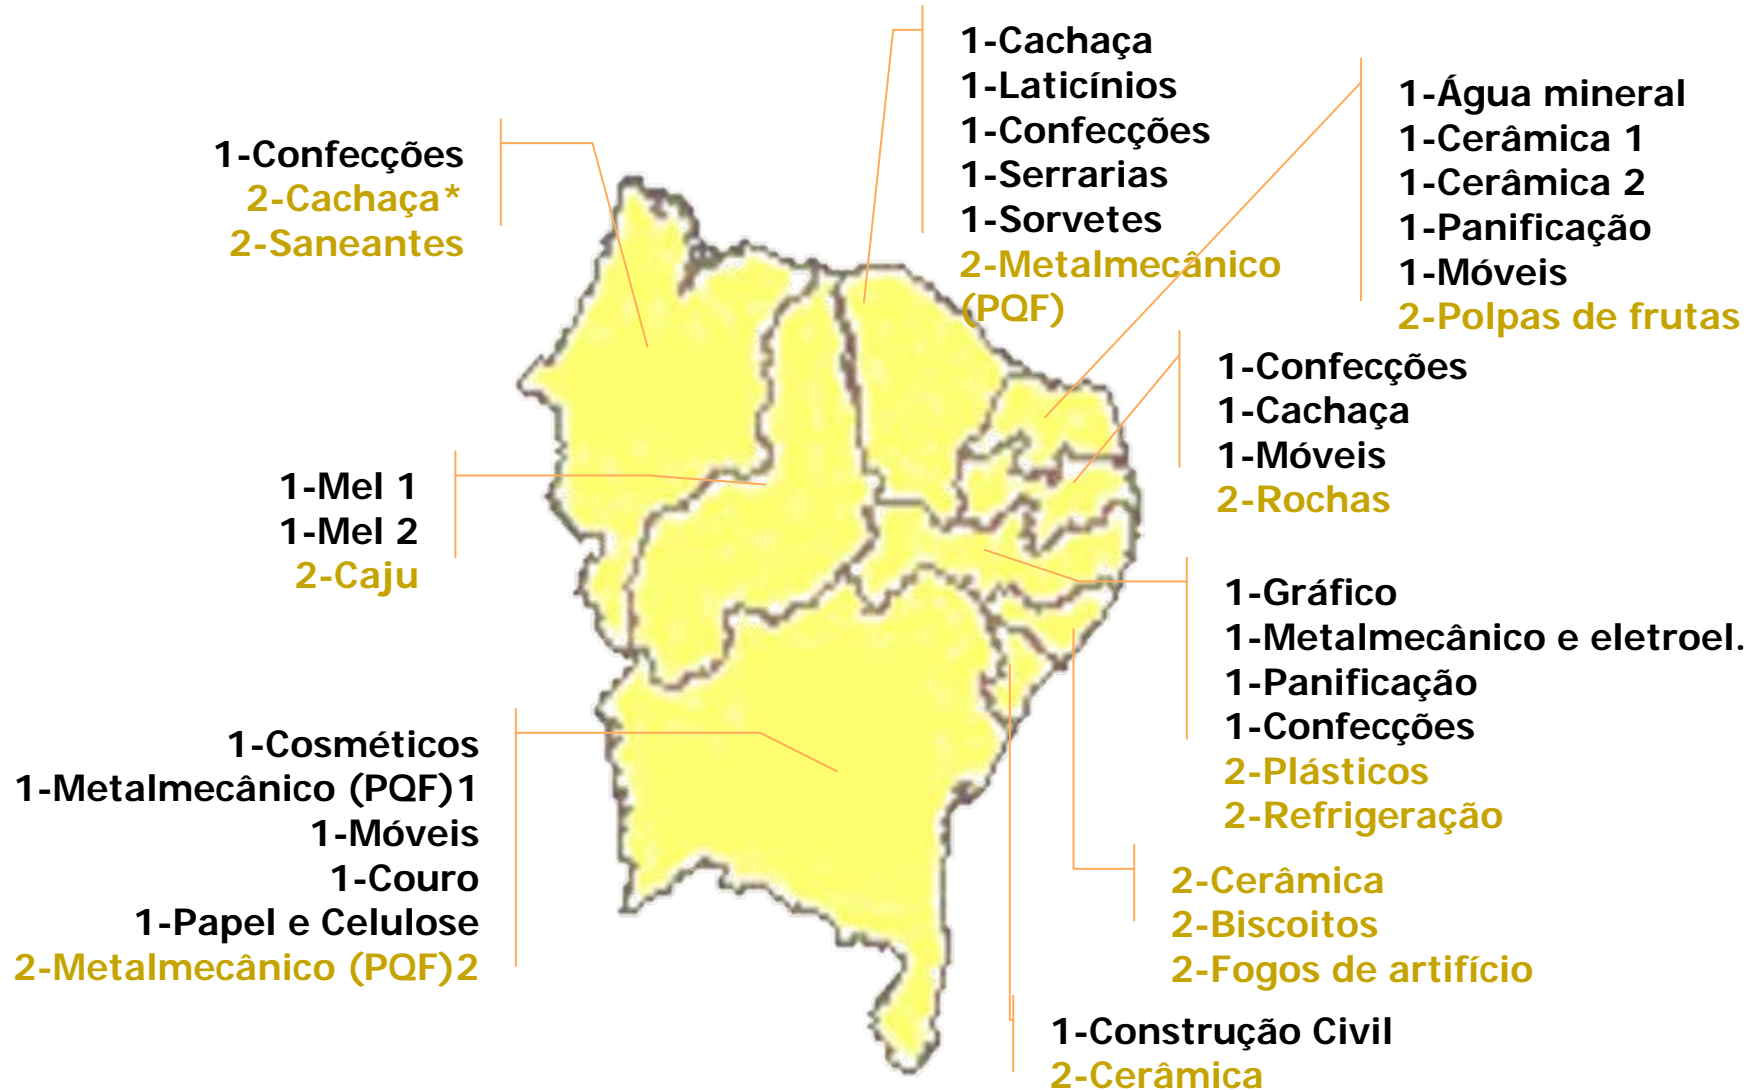 1-Cachaça
1-Laticínios
1-Confecções
1-Serrarias
1-Sorvetes
2-Metalmecânico
(PQF)
1-Água mineral
1-Cerâmica 1
1-Cerâmica 2
1-Panificação
1-Móveis
2-Polpas de frutas
1-Confecções
2-Cachaça*
2-Saneantes
1-Confecções
1-Cachaça
1-Móveis
2-Rochas
1-Mel 1
1-Mel 2
2-Caju
1-Gráfico
1-Metalmecânico e eletroel.
1-Panificação
1-Confecções
2-Plásticos
2-Refrigeração
1-Cosméticos
1-Metalmecânico (PQF)1
1-Móveis
1-Couro
1-Papel e Celulose
2-Metalmecânico (PQF)2
2-Cerâmica
2-Biscoitos
2-Fogos de artifício
1-Construção Civil
2-Cerâmica